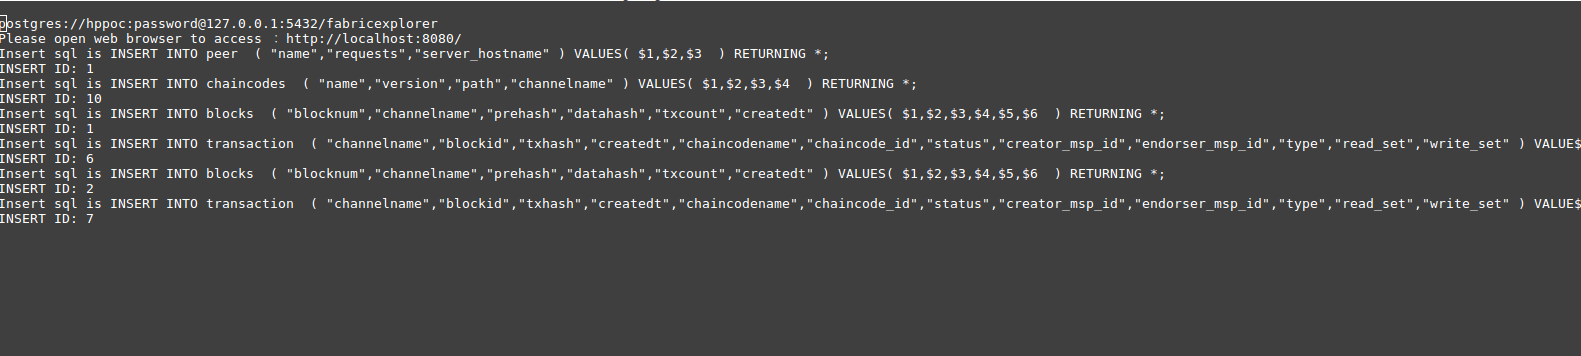 postgres://hppoc:password@127.0.0.1:5432/fabricexplorer
Please open web browser to access : http://localhost:8080/
Insert sql is INSERT INTO peer  ( "name","requests","server_hostname" ) VALUES( $1,$2,$3  ) RETURNING *;
INSERT ID: 1
Insert sql is INSERT INTO chaincodes  ( "name","version","path","channelname" ) VALUES( $1,$2,$3,$4  ) RETURNING *;
INSERT ID: 10
Insert sql is INSERT INTO blocks  ( "blocknum","channelname","prehash","datahash","txcount","createdt" ) VALUES( $1,$2,$3,$4,$5,$6  ) RETURNING *;
INSERT ID: 1
Insert sql is INSERT INTO transaction  ( "channelname","blockid","txhash","createdt","chaincodename","chaincode_id","status","creator_msp_id","endorser_msp_id","type","read_set","write_set" ) VALUE$
INSERT ID: 6
Insert sql is INSERT INTO blocks  ( "blocknum","channelname","prehash","datahash","txcount","createdt" ) VALUES( $1,$2,$3,$4,$5,$6  ) RETURNING *;
INSERT ID: 2
Insert sql is INSERT INTO transaction  ( "channelname","blockid","txhash","createdt","chaincodename","chaincode_id","status","creator_msp_id","endorser_msp_id","type","read_set","write_set" ) VALUE$
INSERT ID: 7